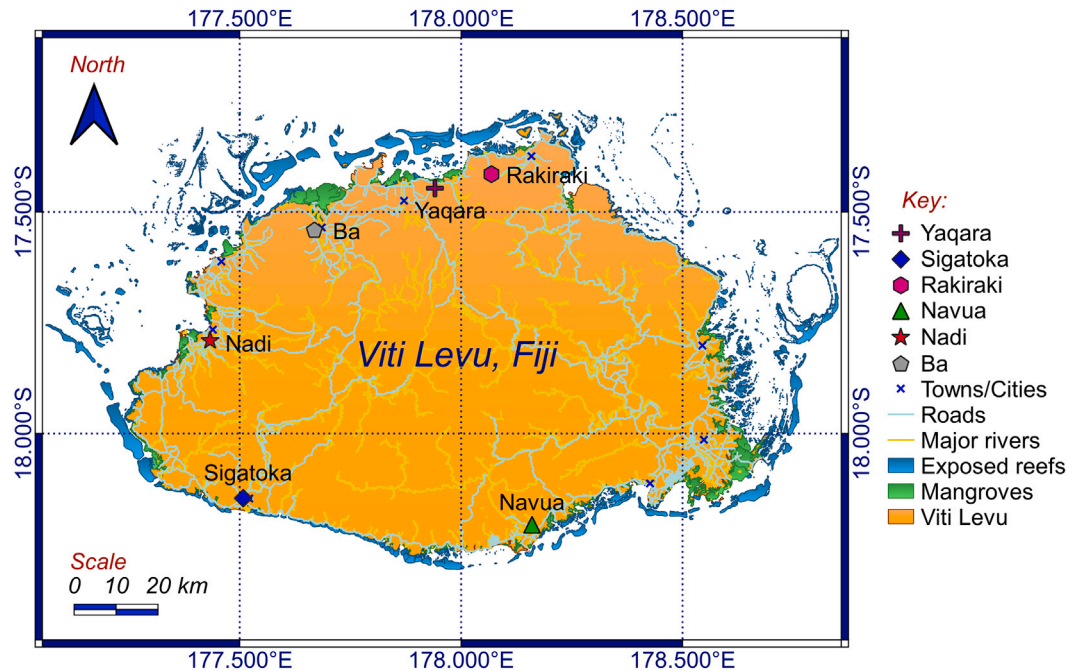 177.500°E 178.000°E 178.500°E
North
Rakiraki
Yaqara
17.500°S 17.500°S
Ba
Nadi
Viti Levu, Fiji
18.000°S 18.000°S
Sigatoka
Navua
Scale
0 10 20 km
177.500°E 178.000°E 178.500°E
Key:
Yaqara
Sigatoka
Rakiraki
Navua
Nadi
Ba
Towns/Cities
Roads
Major rivers
Exposed reefs
Mangroves
Viti Levu